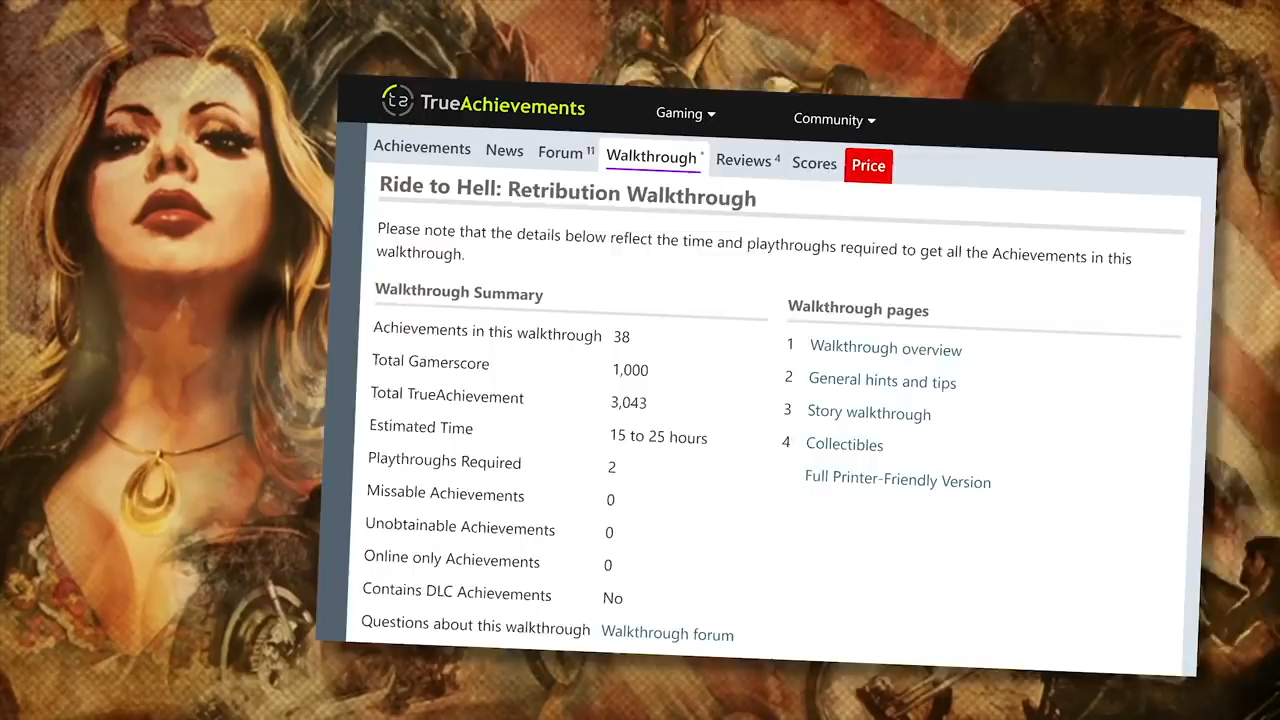 TrueAchievements
Gaming
Community
Achievements
News
Forum 11
Walkthrough *
Reviews 4
Scores
Price
Ride to Hell: Retribution Walkthrough
Please note that the details below reflect the time and playthroughs required to get all the Achievements in this
walkthrough.
Walkthrough Summary
Achievements in this walkthrough 38
Total Gamerscore 1,000
Total TrueAchievement 3,043
Estimated Time 15 to 25 hours
Playthroughs Required 2
Missable Achievements 0
Unobtainable Achievements 0
Online only Achievements 0
Contains DLC Achievements No
Questions about this walkthrough Walkthrough forum
Walkthrough pages
1 Walkthrough overview
2 General hints and tips
3 Story walkthrough
4 Collectibles
Full Printer-Friendly Version